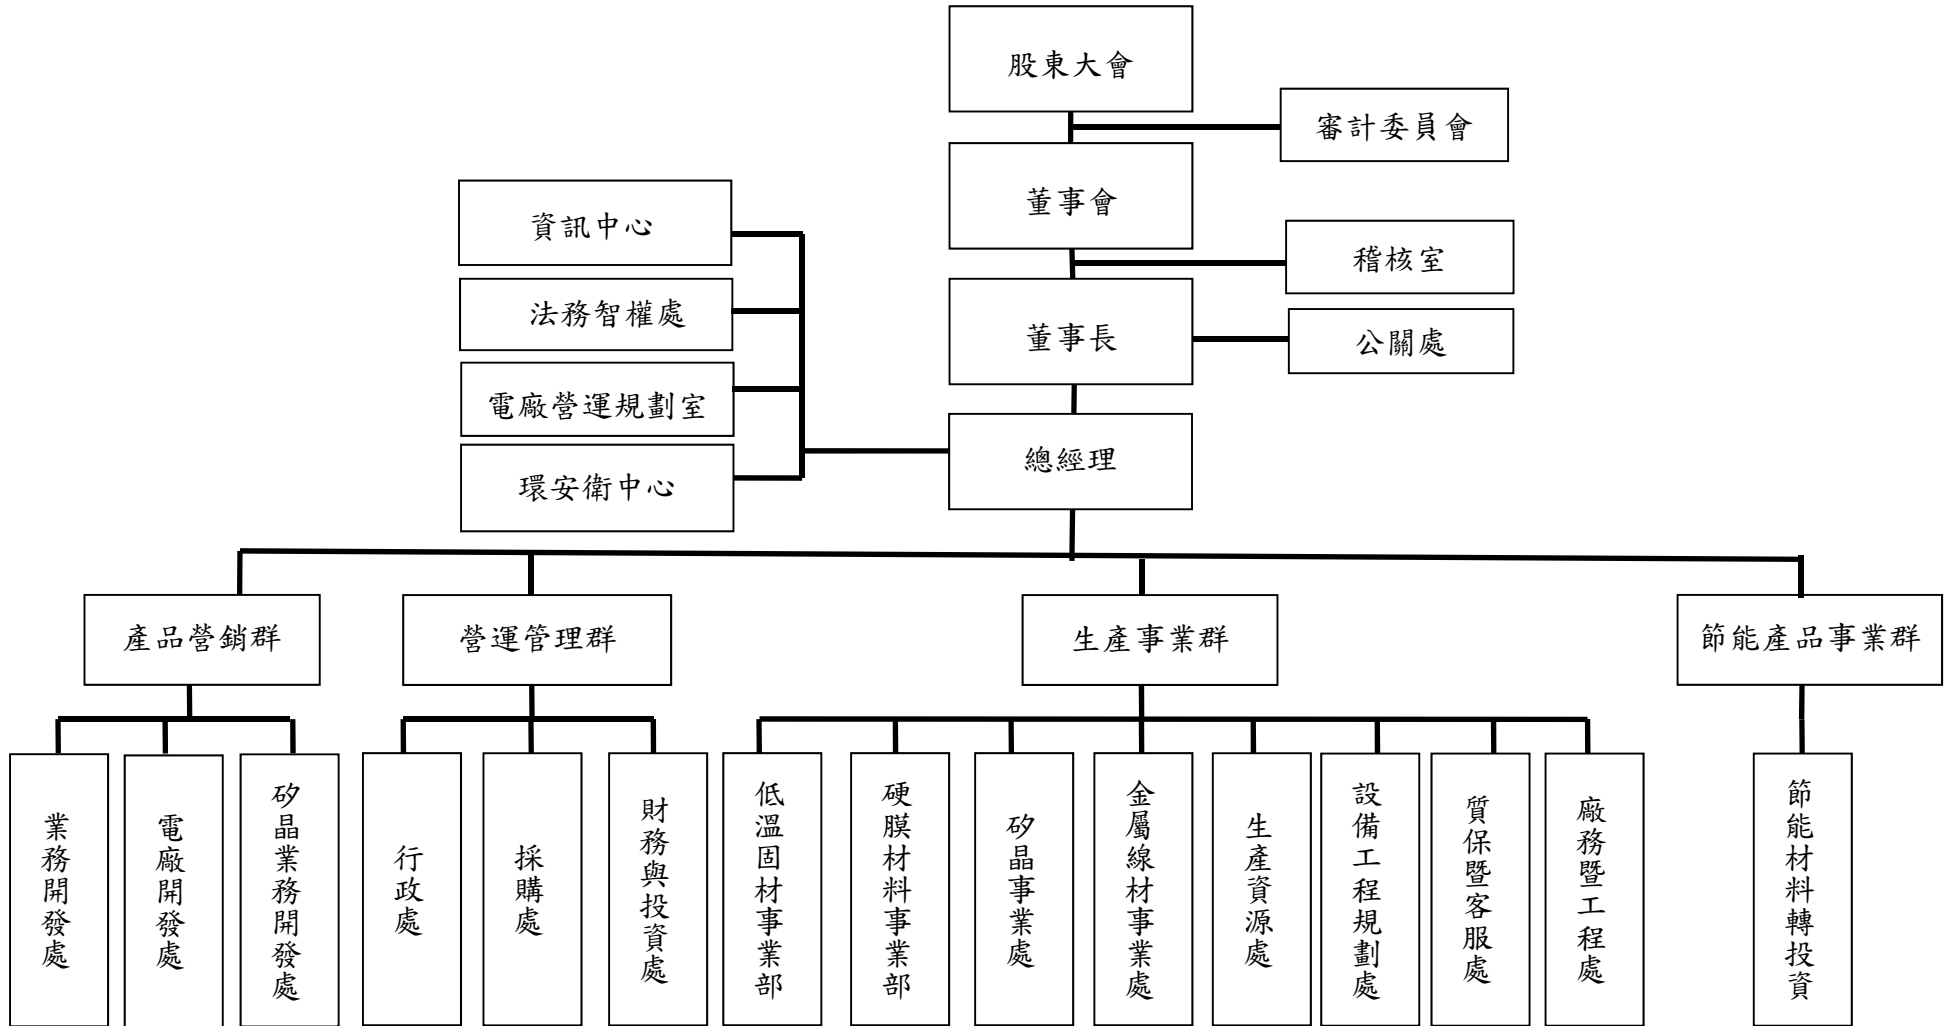 股東大會
審計委員會
董事會
資訊中心
稽核室
法務智權處
董事長
公關處
電廠營運規劃室
總經理
環安衛中心
產品營銷群
營運管理群
生產事業群
節能產品事業群
業務開發處
電廠開發處
矽晶業務開發處
行政處
採購處
財務與投資處
低溫固材事業部
硬膜材料事業部
矽晶事業處
金屬線材事業處
生產資源處
設備工程規劃處
質保暨客服處
廠務暨工程處
節能材料轉投資